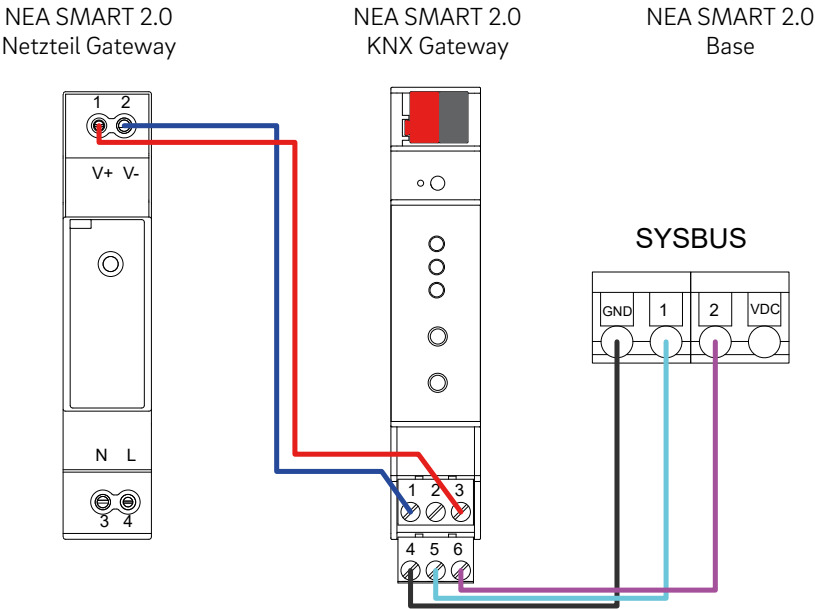 NEA SMART 2.0
Netzteil Gateway
NEA SMART 2.0
KNX Gateway
NEA SMART 2.0
Base
1 2
V+ V-
N L
3 4
1 2 3
4 5 6
SYSBUS
GND 1 2 VDC